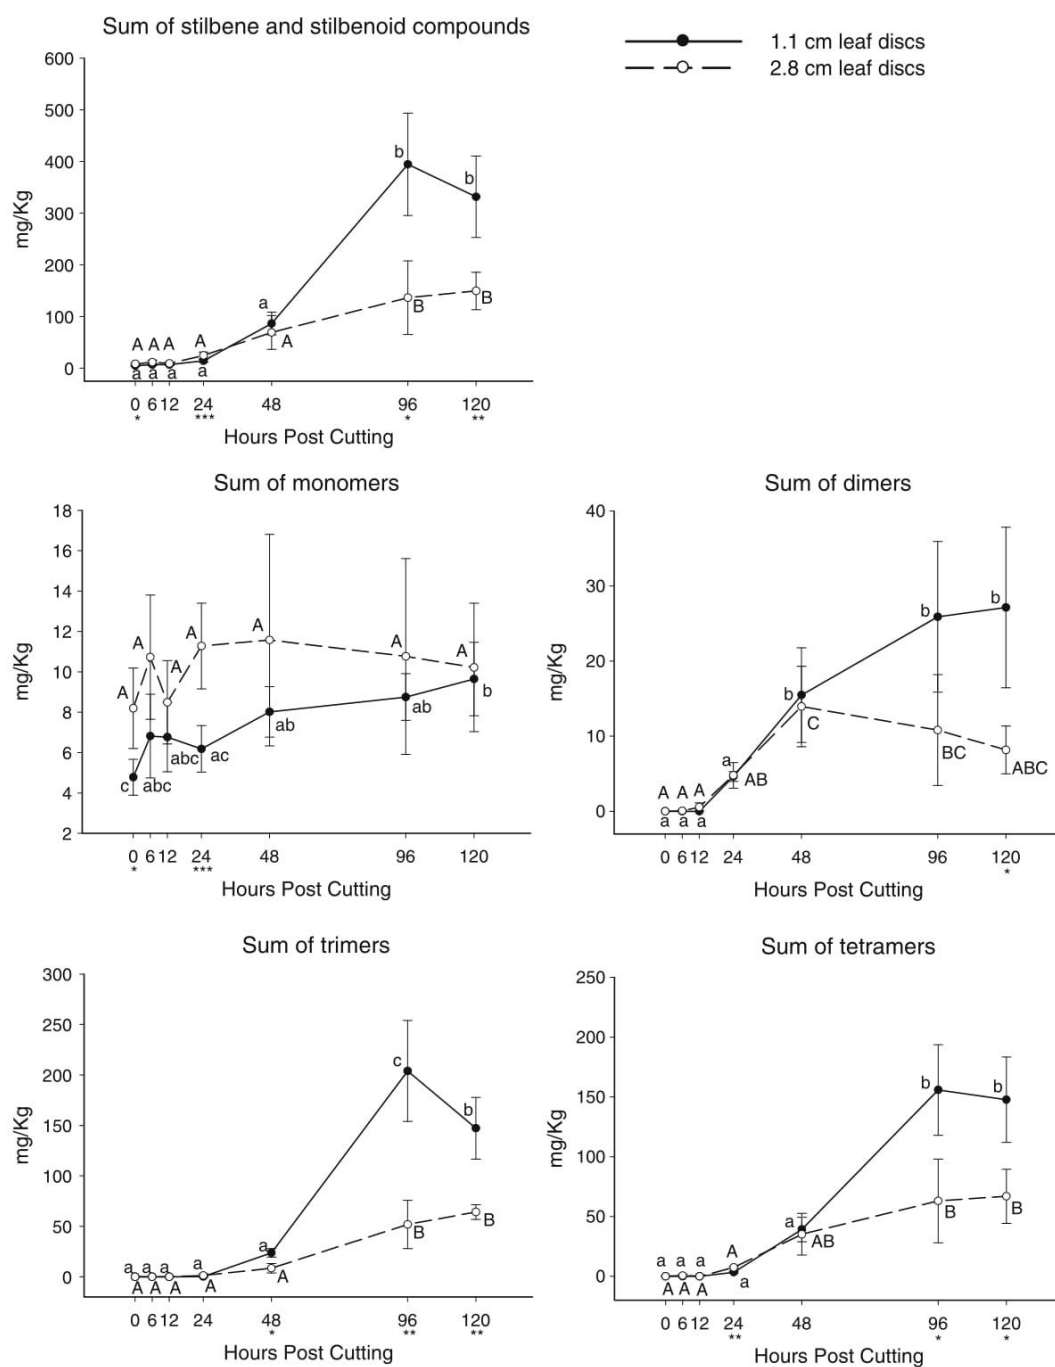 Sum of stilbene and stilbenoid compounds
1.1 cm leaf discs
2.8 cm leaf discs
600
500
400
300
200
100
0
mg/Kg
b
b
a
B
B
A
A
A A A
a a a
a
0 6 12 24 48 96 120
* *** * **
Hours Post Cutting
Sum of monomers
18
16
14
12
10
8
6
4
2
mg/Kg
A
A
A
A
A
A
A
c
abc
abc
ac
ab
ab
b
0 6 12 24 48 96 120
* ***
Hours Post Cutting
Sum of dimers
40
30
20
10
0
mg/Kg
b
b
b
a
AB
C
BC
ABC
A A A
a a a
0 6 12 24 48 96 120
*
Hours Post Cutting
Sum of trimers
300
250
200
150
100
50
0
mg/Kg
c
b
a
B
B
A
a a a a
A A A A
0 6 12 24 48 96 120
* ** **
Hours Post Cutting
Sum of tetramers
250
200
150
100
50
0
mg/Kg
b
b
a
AB
B
B
A
a a a
A A A
a
0 6 12 24 48 96 120
** * *
Hours Post Cutting